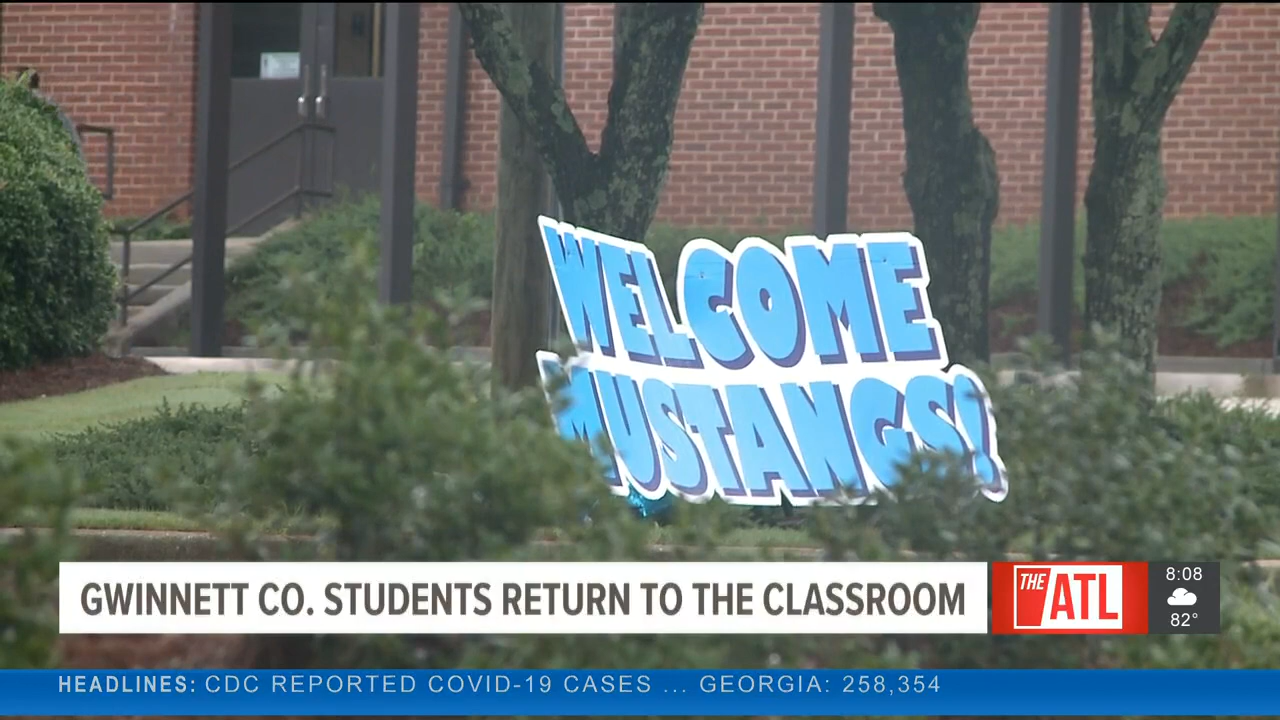 WELCOME
MUSTANGS!
GWINNETT CO. STUDENTS RETURN TO THE CLASSROOM
THE ATL
8:08
82°
HEADLINES: CDC REPORTED COVID-19 CASES ... GEORGIA: 258,354